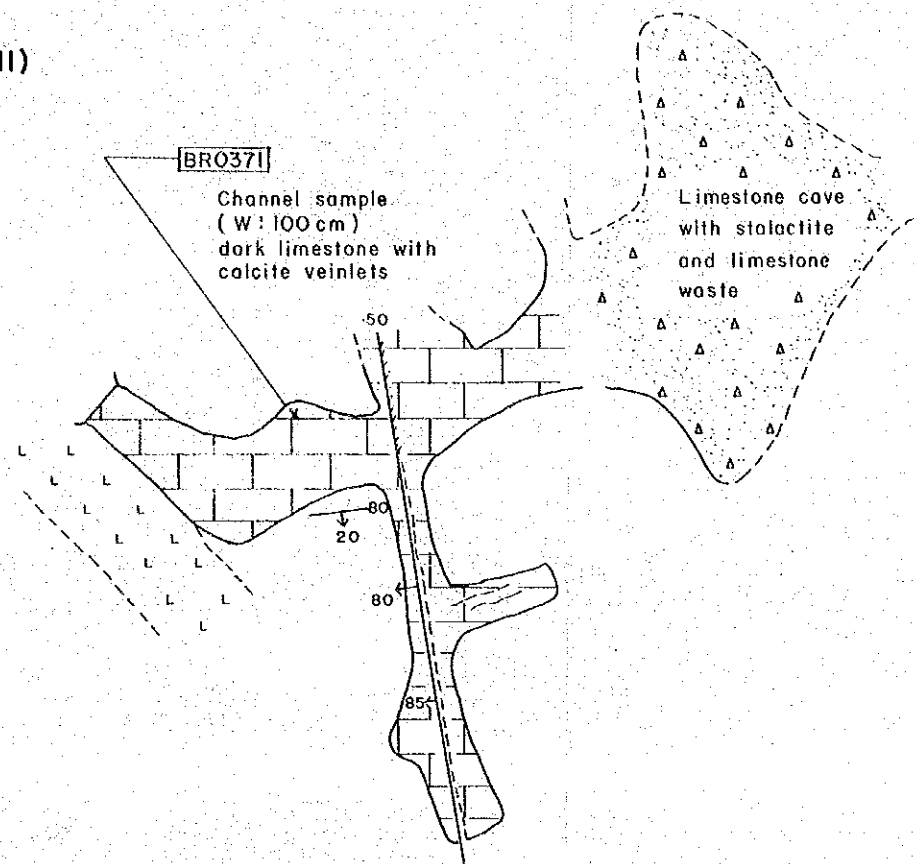 II)
BRO371
Channel sample
(W: 100 cm)
dark limestone with
calcite veinlets
Limestone cave
with stalactite
and limestone
waste
50
80
20
80
85
L L
L L
L
L L
L L
L L
L
x